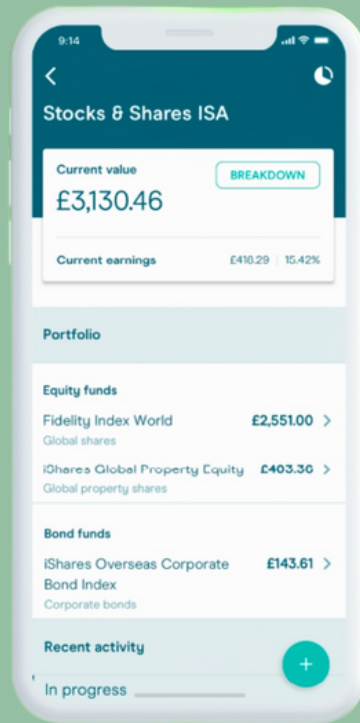 9:14
Stocks & Shares ISA
Current value
BREAKDOWN
£3,130.46
Current earnings £418.29 | 15.42%
Portfolio
Equity funds
Fidelity Index World £2,551.00 >
Global shares
iShares Global Property Equity £403.36 >
Global property shares
Bond funds
iShares Overseas Corporate £143.61 >
Bond Index
Corporate bonds
Recent activity
+
In progress